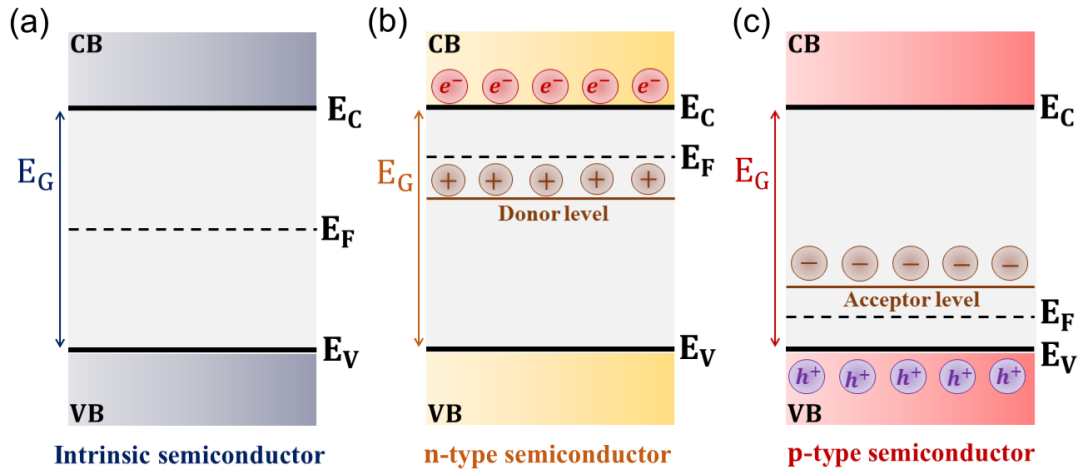 (a)
CB
E_C
E_G
E_F
E_V
VB
Intrinsic semiconductor
(b)
CB
e⁻ e⁻ e⁻ e⁻ e⁻
E_C
E_F
E_G
+ + + + +
Donor level
E_V
VB
n-type semiconductor
(c)
CB
E_C
E_G
− − − − −
Acceptor level
E_F
E_V
h⁺ h⁺ h⁺ h⁺ h⁺
VB
p-type semiconductor